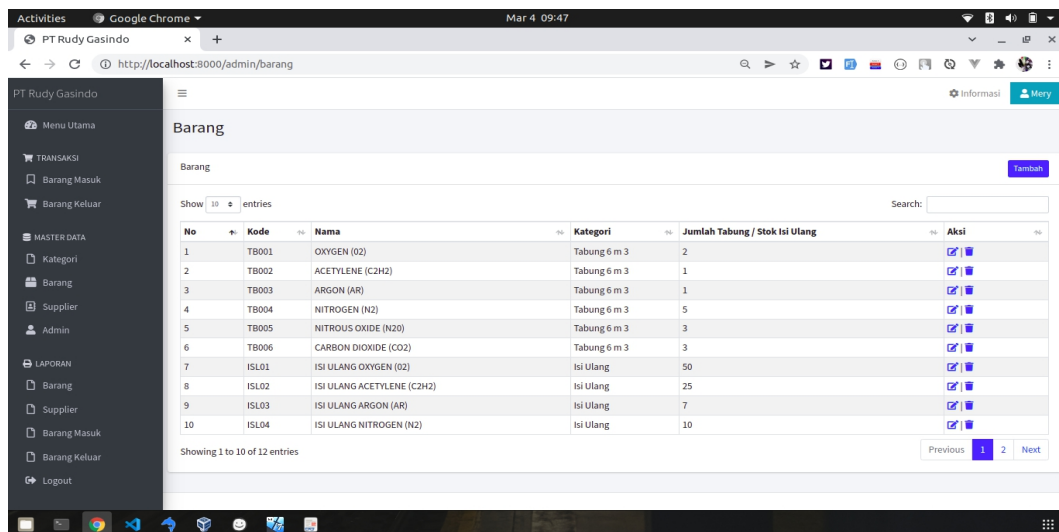 Activities Google Chrome Mar 4 09:47
PT Rudy Gasindo
http://localhost:8000/admin/barang
PT Rudy Gasindo Informasi Mery
Menu Utama
TRANSAKSI
Barang Masuk
Barang Keluar
MASTER DATA
Kategori
Barang
Supplier
Admin
LAPORAN
Barang
Supplier
Barang Masuk
Barang Keluar
Logout
Barang
Barang Tambah
Show 10 entries Search:
No Kode Nama Kategori Jumlah Tabung / Stok Isi Ulang Aksi
1 TB001 OXYGEN (02) Tabung 6 m 3 2
2 TB002 ACETYLENE (C2H2) Tabung 6 m 3 1
3 TB003 ARGON (AR) Tabung 6 m 3 1
4 TB004 NITROGEN (N2) Tabung 6 m 3 5
5 TB005 NITROUS OXIDE (N20) Tabung 6 m 3 3
6 TB006 CARBON DIOXIDE (CO2) Tabung 6 m 3 3
7 ISL01 ISI ULANG OXYGEN (02) Isi Ulang 50
8 ISL02 ISI ULANG ACETYLENE (C2H2) Isi Ulang 25
9 ISL03 ISI ULANG ARGON (AR) Isi Ulang 7
10 ISL04 ISI ULANG NITROGEN (N2) Isi Ulang 10
Showing 1 to 10 of 12 entries Previous 1 2 Next